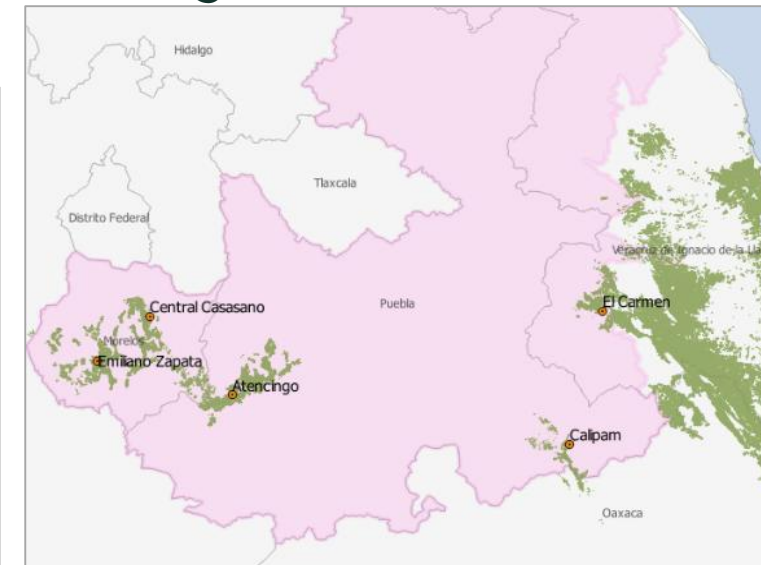 Hidalgo
Tlaxcala
Distrito Federal
Veracruz de Ignacio de la Lla
Puebla
El Carmen
Central Casasano
Morelos
Emiliano Zapata
Atencingo
Calipam
Oaxaca